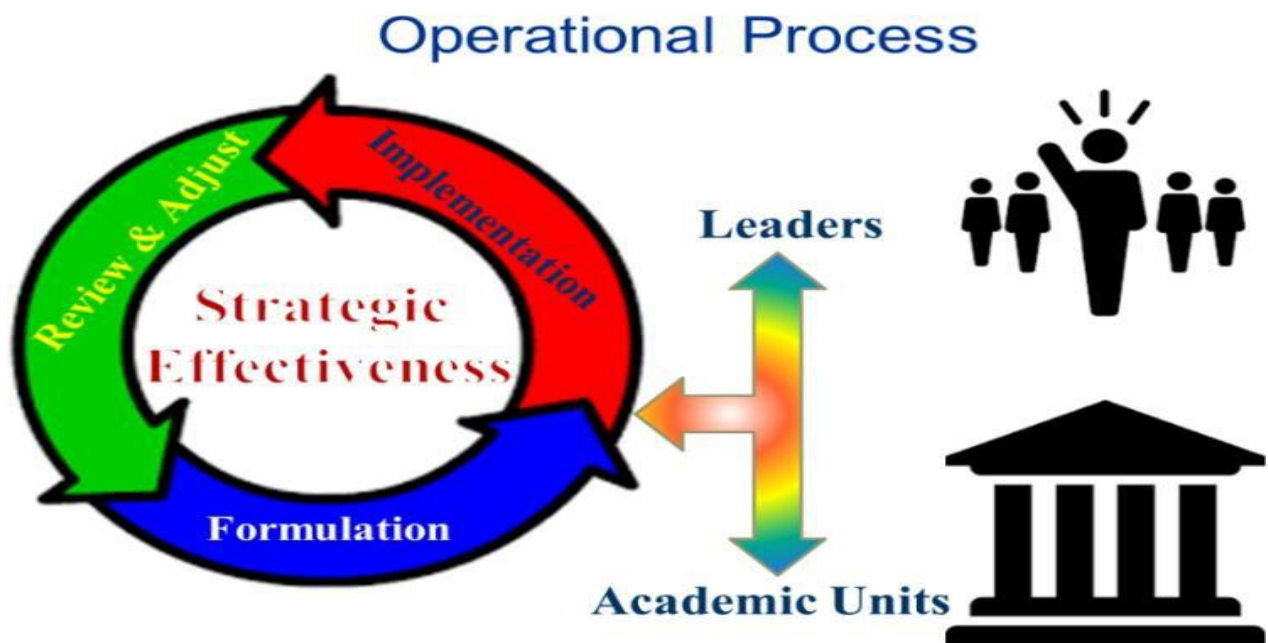 Operational Process
Implementation
Review & Adjust
Strategic
Effectiveness
Formulation
Leaders
Academic Units